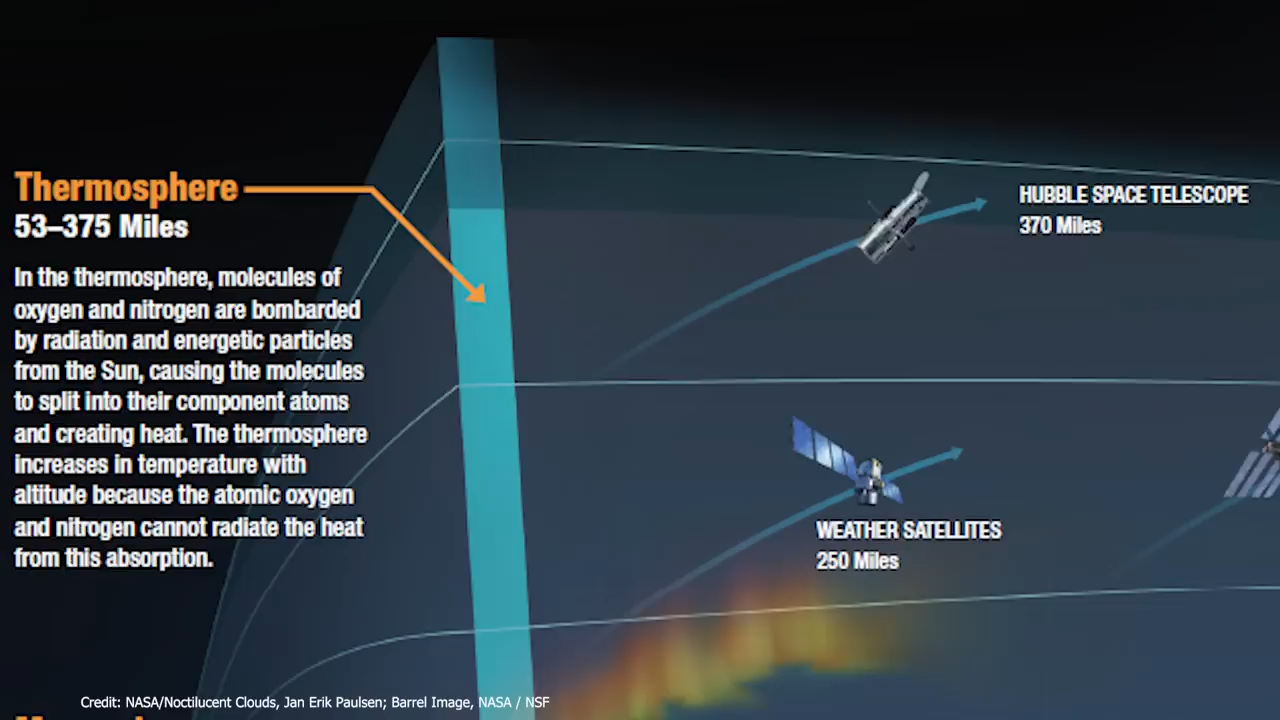 Thermosphere
53–375 Miles
In the thermosphere, molecules of
oxygen and nitrogen are bombarded
by radiation and energetic particles
from the Sun, causing the molecules
to split into their component atoms
and creating heat. The thermosphere
increases in temperature with
altitude because the atomic oxygen
and nitrogen cannot radiate the heat
from this absorption.
HUBBLE SPACE TELESCOPE
370 Miles
WEATHER SATELLITES
250 Miles
Credit: NASA/Noctilucent Clouds, Jan Erik Paulsen; Barrel Image, NASA / NSF